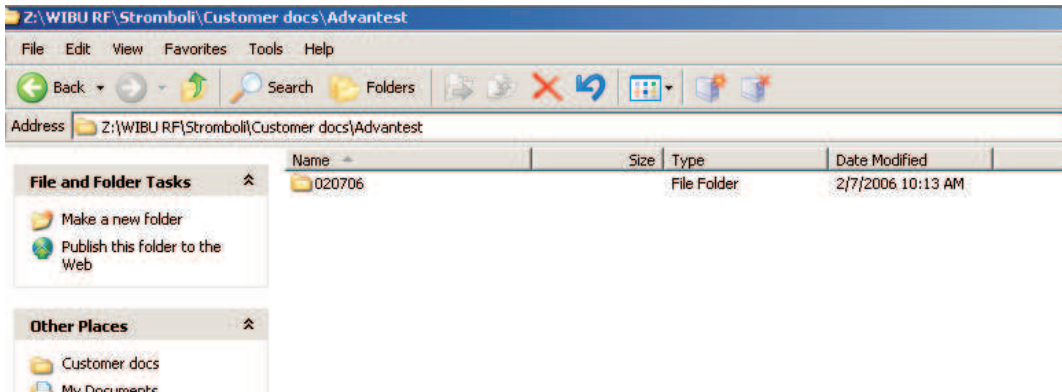 Z:\WIBU RF\Stromboli\Customer docs\Advantest
File Edit View Favorites Tools Help
Back Search Folders
Address Z:\WIBU RF\Stromboli\Customer docs\Advantest
Name Size Type Date Modified
020706 File Folder 2/7/2006 10:13 AM
File and Folder Tasks
Make a new folder
Publish this folder to the
Web
Other Places
Customer docs
My Documents